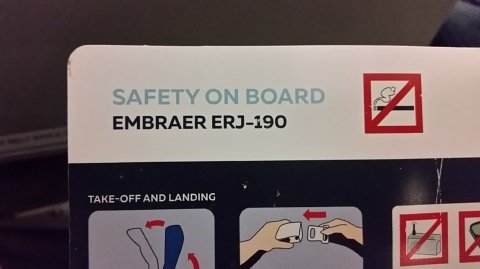 SAFETY ON BOARD
EMBRAER ERJ-190
TAKE-OFF AND LANDING